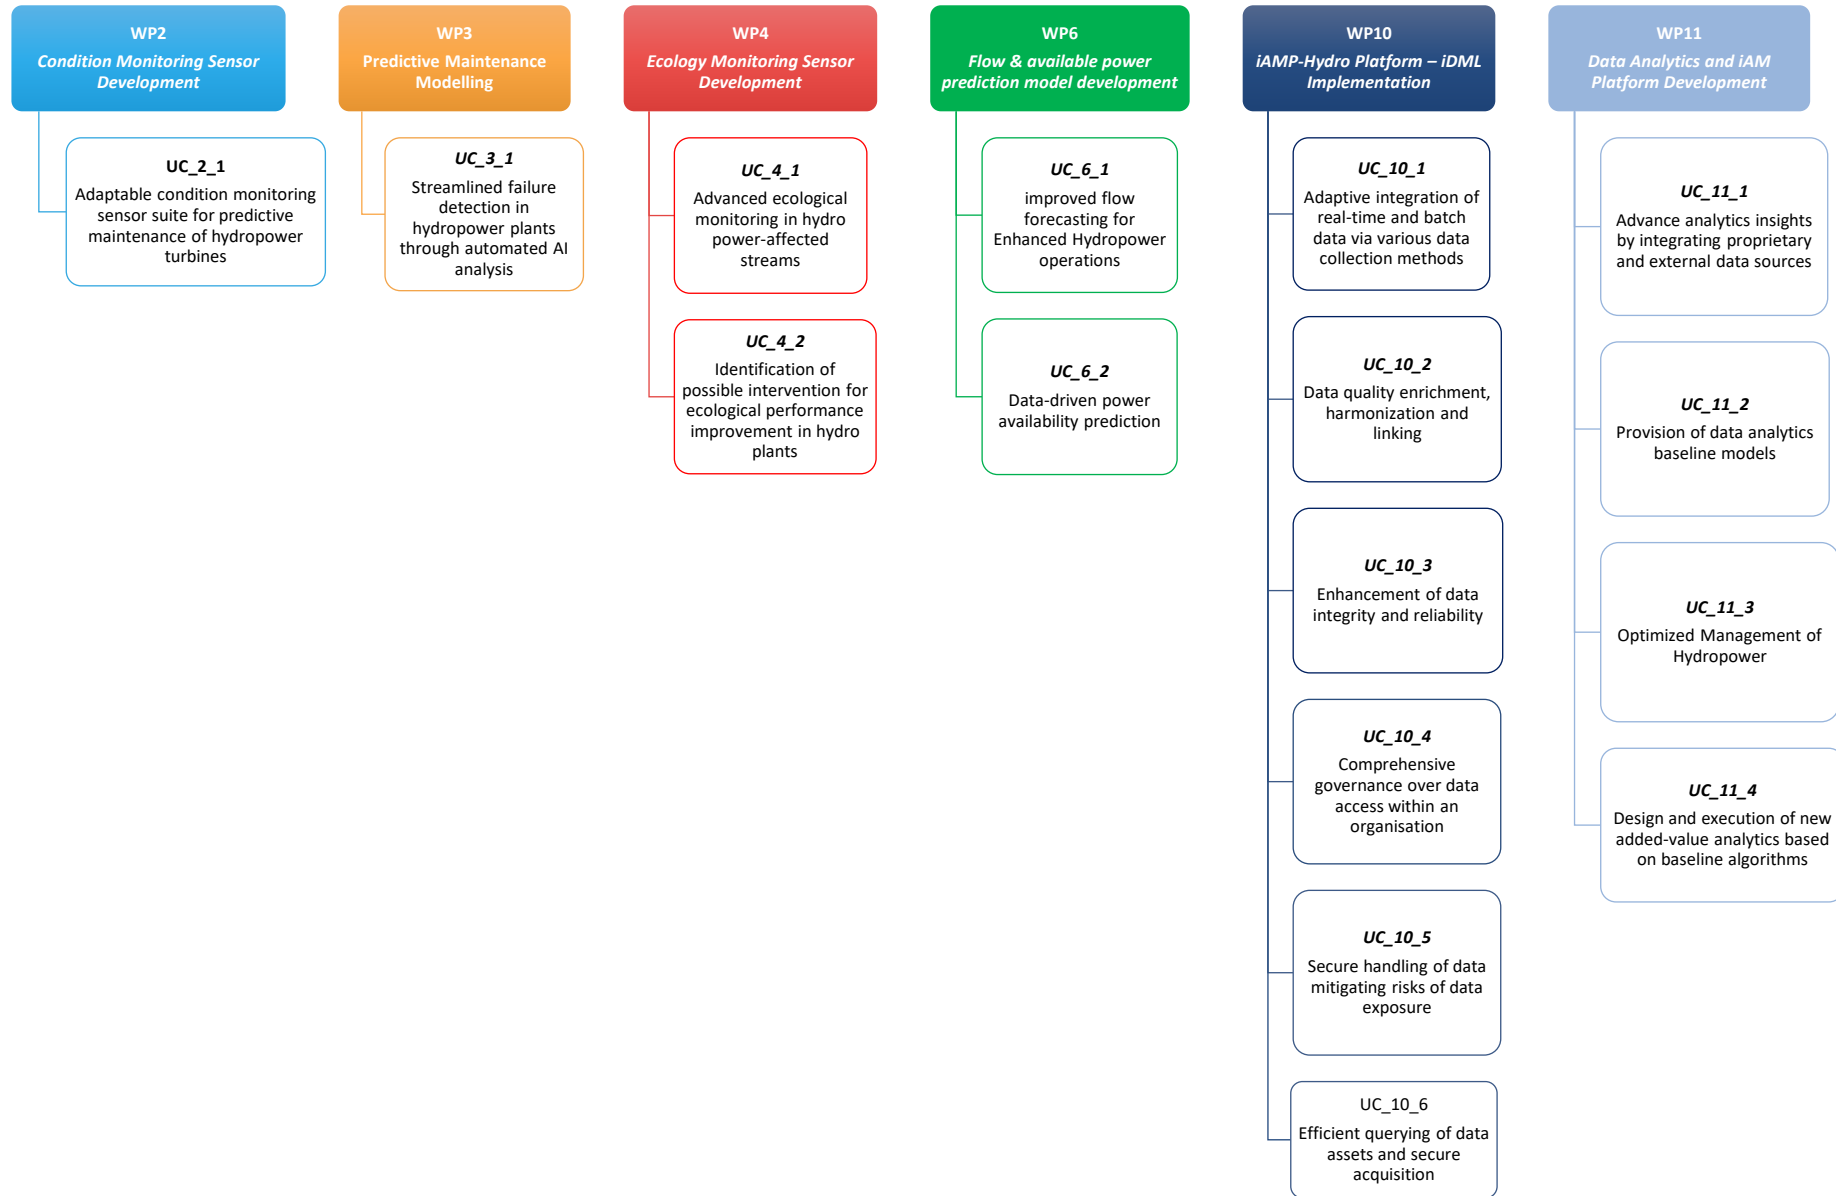 WP2
Condition Monitoring Sensor
Development
UC_2_1
Adaptable condition monitoring
sensor suite for predictive
maintenance of hydropower
turbines
WP3
Predictive Maintenance
Modelling
UC_3_1
Streamlined failure
detection in
hydropower plants
through automated AI
analysis
WP4
Ecology Monitoring Sensor
Development
UC_4_1
Advanced ecological
monitoring in hydro
power-affected
streams
UC_4_2
Identification of
possible intervention for
ecological performance
improvement in hydro
plants
WP6
Flow & available power
prediction model development
UC_6_1
improved flow
forecasting for
Enhanced Hydropower
operations
UC_6_2
Data-driven power
availability prediction
WP10
iAMP-Hydro Platform – iDML
Implementation
UC_10_1
Adaptive integration of
real-time and batch
data via various data
collection methods
UC_10_2
Data quality enrichment,
harmonization and
linking
UC_10_3
Enhancement of data
integrity and reliability
UC_10_4
Comprehensive
governance over data
access within an
organisation
UC_10_5
Secure handling of data
mitigating risks of data
exposure
UC_10_6
Efficient querying of data
assets and secure
acquisition
WP11
Data Analytics and iAM
Platform Development
UC_11_1
Advance analytics insights
by integrating proprietary
and external data sources
UC_11_2
Provision of data analytics
baseline models
UC_11_3
Optimized Management of
Hydropower
UC_11_4
Design and execution of new
added-value analytics based
on baseline algorithms